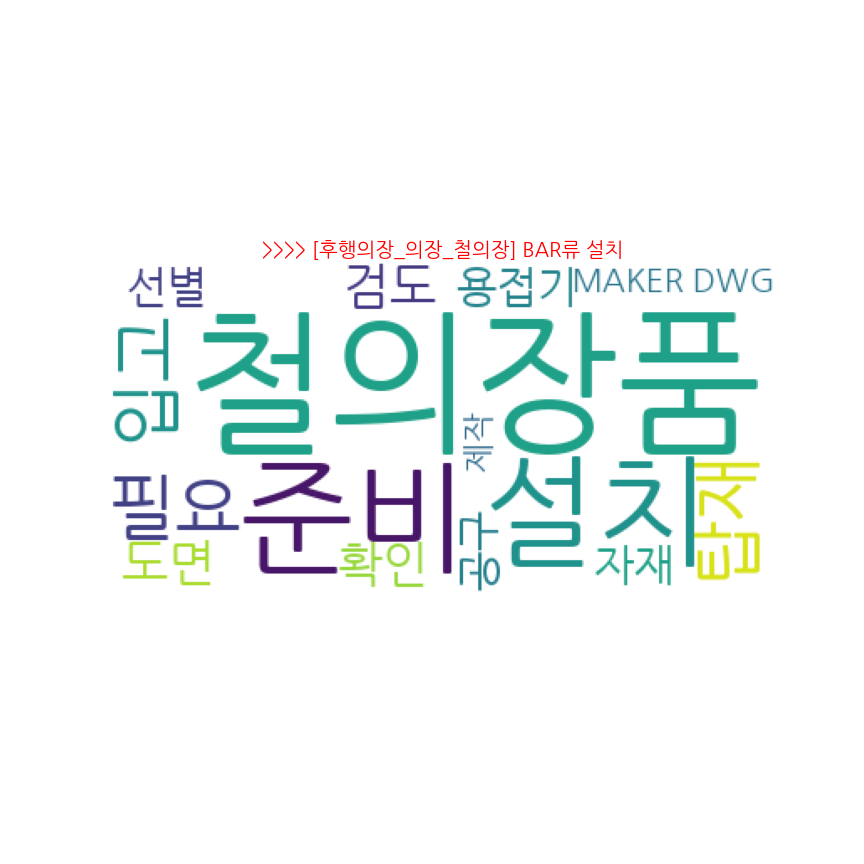 >>>> [후행의장_의장_철의장] BAR류 설치
선별
검도
용접기
MAKER DWG
입고
철의장품
제작
필요
준비
설치
탑재
도면
확인
공구
자재